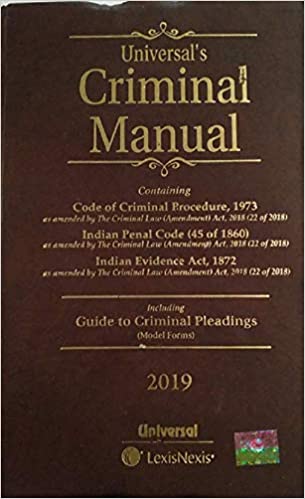 Universal's
Criminal
Manual
Containing
Code of Criminal Procedure, 1973
as amended by The Criminal Law (Amendment) Act, 2018 (22 of 2018)
Indian Penal Code (45 of 1860)
as amended by The Criminal Law (Amendment) Act, 2018 (22 of 2018)
Indian Evidence Act, 1872
as amended by The Criminal Law (Amendment) Act, 2018 (22 of 2018)
Including
Guide to Criminal Pleadings
(Model Forms)
2019
Universal
LexisNexis®